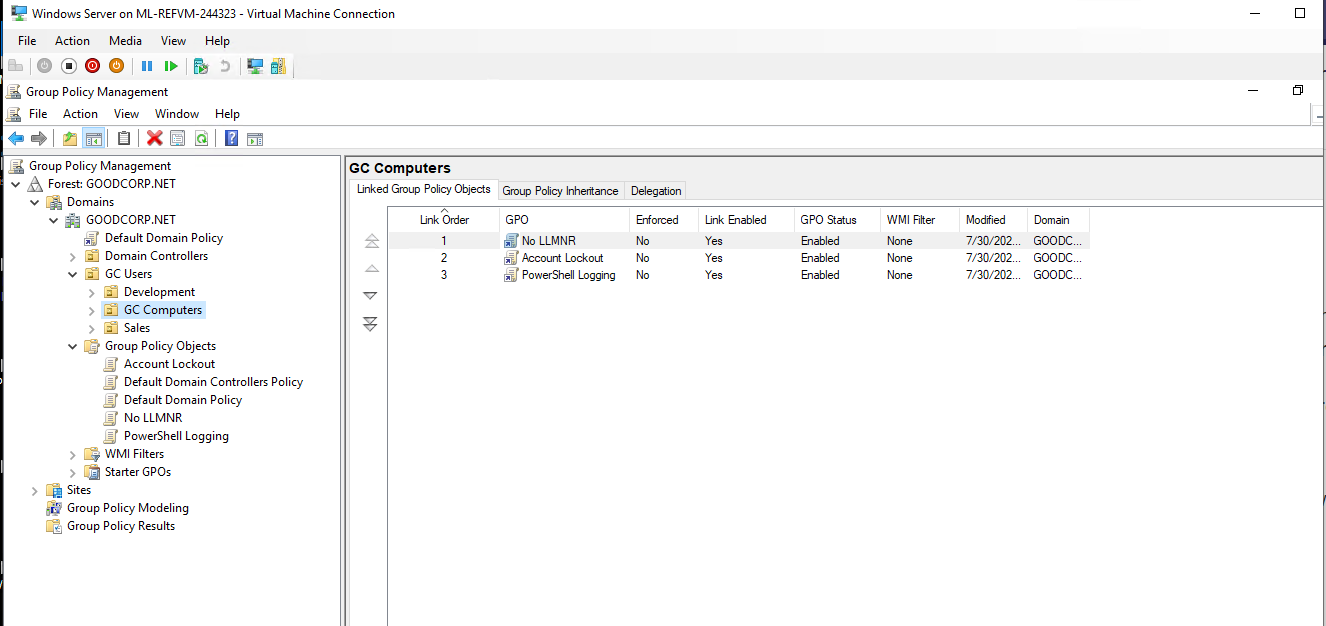 Windows Server on ML-REFVM-244323 - Virtual Machine Connection
File Action Media View Help
Group Policy Management
File Action View Window Help
Group Policy Management
Forest: GOODCORP.NET
Domains
GOODCORP.NET
Default Domain Policy
Domain Controllers
GC Users
Development
GC Computers
Sales
Group Policy Objects
Account Lockout
Default Domain Controllers Policy
Default Domain Policy
No LLMNR
PowerShell Logging
WMI Filters
Starter GPOs
Sites
Group Policy Modeling
Group Policy Results
GC Computers
Linked Group Policy Objects Group Policy Inheritance Delegation
Link Order GPO Enforced Link Enabled GPO Status WMI Filter Modified Domain
1 No LLMNR No Yes Enabled None 7/30/202... GOODC...
2 Account Lockout No Yes Enabled None 7/30/202... GOODC...
3 PowerShell Logging No Yes Enabled None 7/30/202... GOODC...